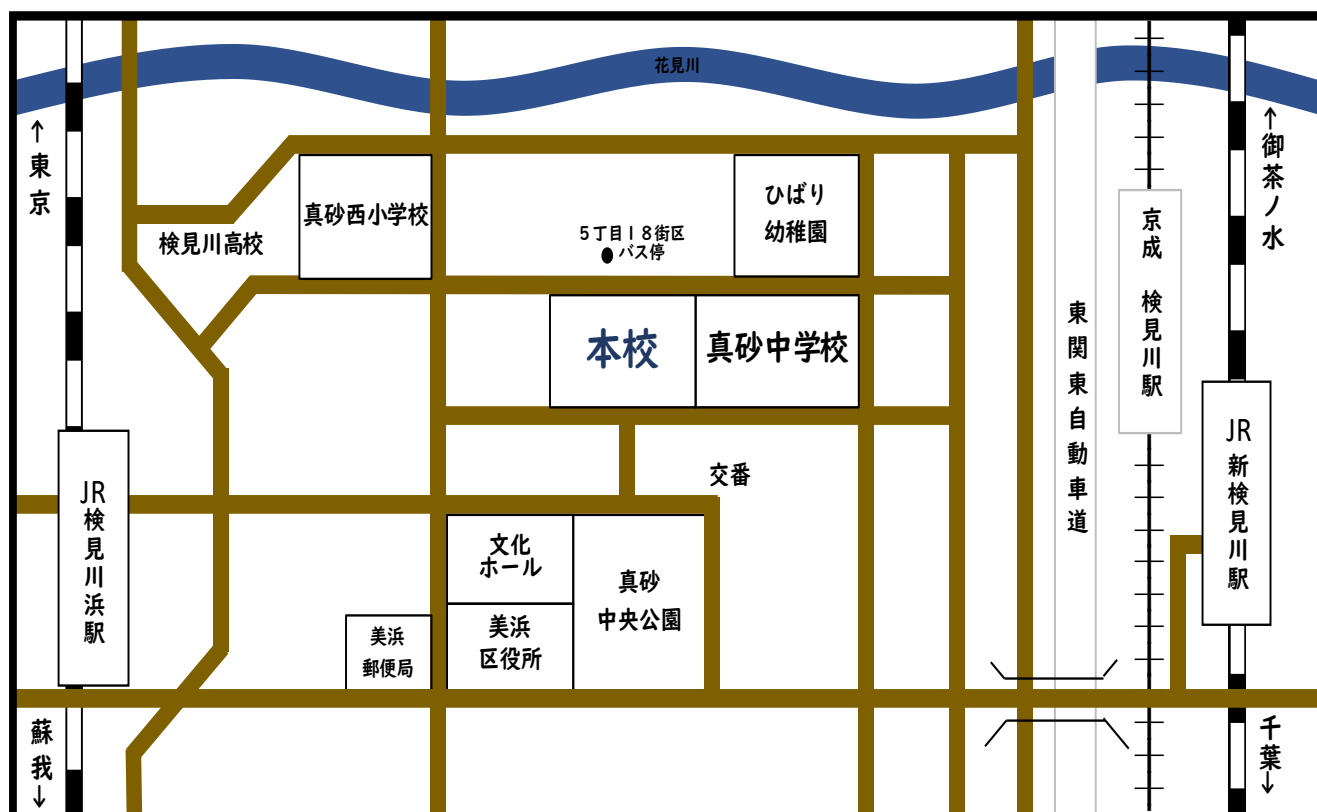 花見川
↑東京
↑御茶ノ水
真砂西小学校
検見川高校
5丁目18街区
バス停
ひばり
幼稚園
京成 検見川駅
本校
真砂中学校
東関東自動車道
JR
検見川浜駅
交番
JR
新検見川駅
文化
ホール
真砂
中央公園
美浜
区役所
美浜
郵便局
蘇我↓
千葉↓